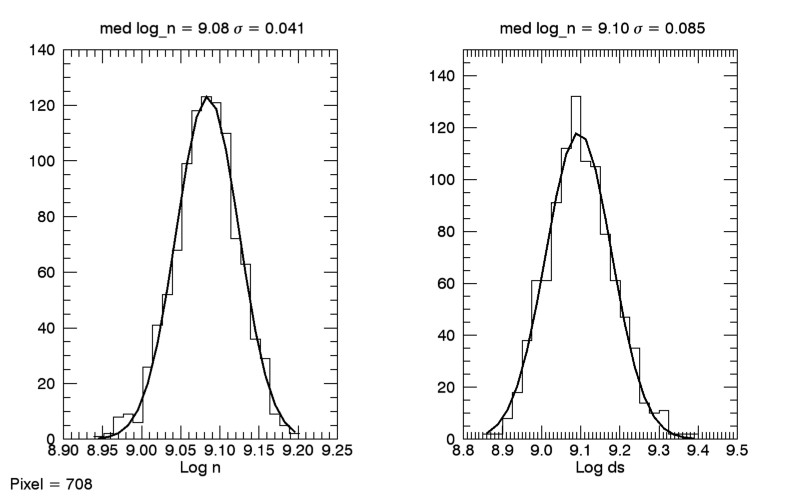 med log_n = 9.08 σ = 0.041
140
120
100
80
60
40
20
0
8.90 8.95 9.00 9.05 9.10 9.15 9.20 9.25
Log n
med log_n = 9.10 σ = 0.085
140
120
100
80
60
40
20
0
8.8 8.9 9.0 9.1 9.2 9.3 9.4 9.5
Log ds
Pixel = 708